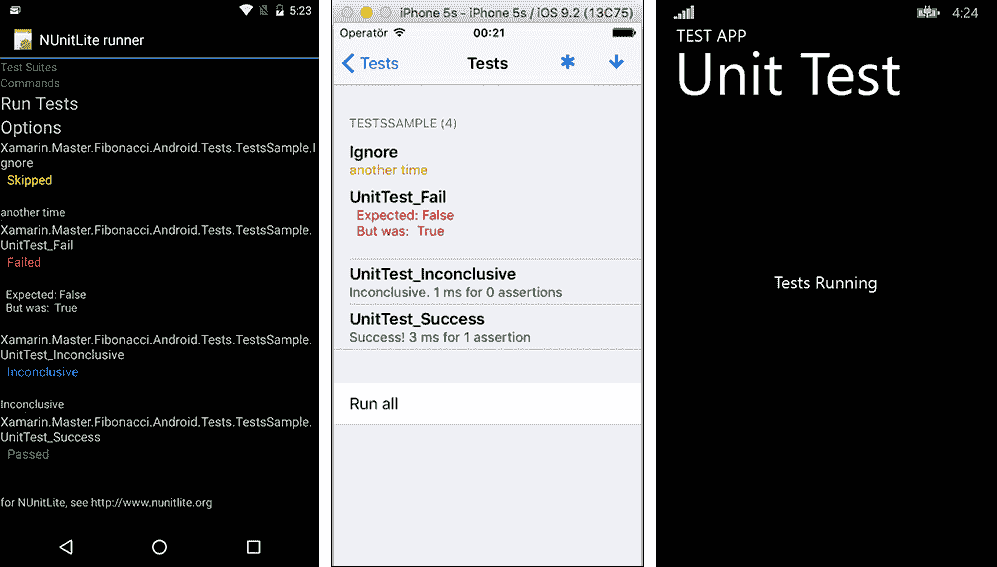 5:23
NUnitLite runner
Test Suites
Commands
Run Tests
Options
Xamarin.Master.Fibonacci.Android.Tests.TestsSample.I
gnore
Skipped
another time
Xamarin.Master.Fibonacci.Android.Tests.TestsSample.
UnitTest_Fail
Failed
Expected: False
But was: True
Xamarin.Master.Fibonacci.Android.Tests.TestsSample.
UnitTest_Inconclusive
Inconclusive
Inconclusive
Xamarin.Master.Fibonacci.Android.Tests.TestsSample.
UnitTest_Success
Passed
for NUnitLite, see http://www.nunitlite.org
iPhone 5s - iPhone 5s / iOS 9.2 (13C75)
Operatör 00:21
Tests Tests
TESTSSAMPLE (4)
Ignore
another time
UnitTest_Fail
Expected: False
But was: True
UnitTest_Inconclusive
Inconclusive. 1 ms for 0 assertions
UnitTest_Success
Success! 3 ms for 1 assertion
Run all
4:24
TEST APP
Unit Test
Tests Running